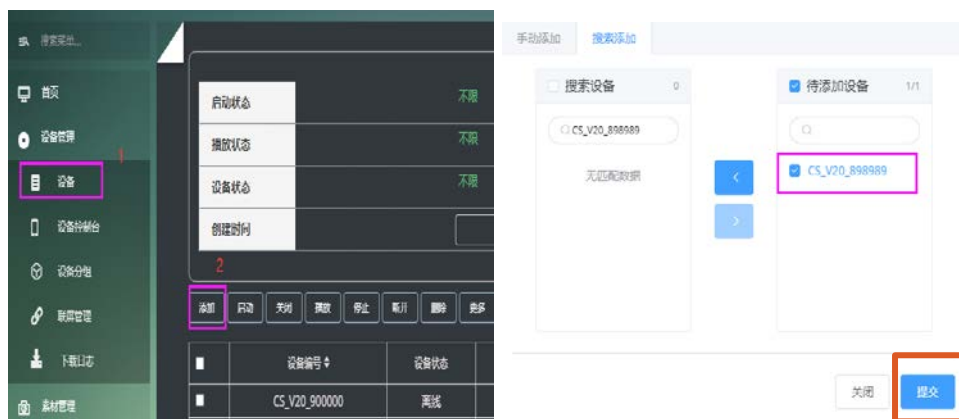 搜索菜单...
首页
设备管理
1
设备
设备控制台
设备分组
联屏管理
下载日志
素材管理
启动状态 不限
播放状态 不限
设备状态 不限
创建时间
2
添加 启动 关闭 播放 停止 断开 删除 更多
设备编号 设备状态
CS_V20_900000 离线
手动添加 搜索添加
搜索设备 0
CS_V20_898989
无匹配数据
待添加设备 1/1
CS_V20_898989
关闭 提交